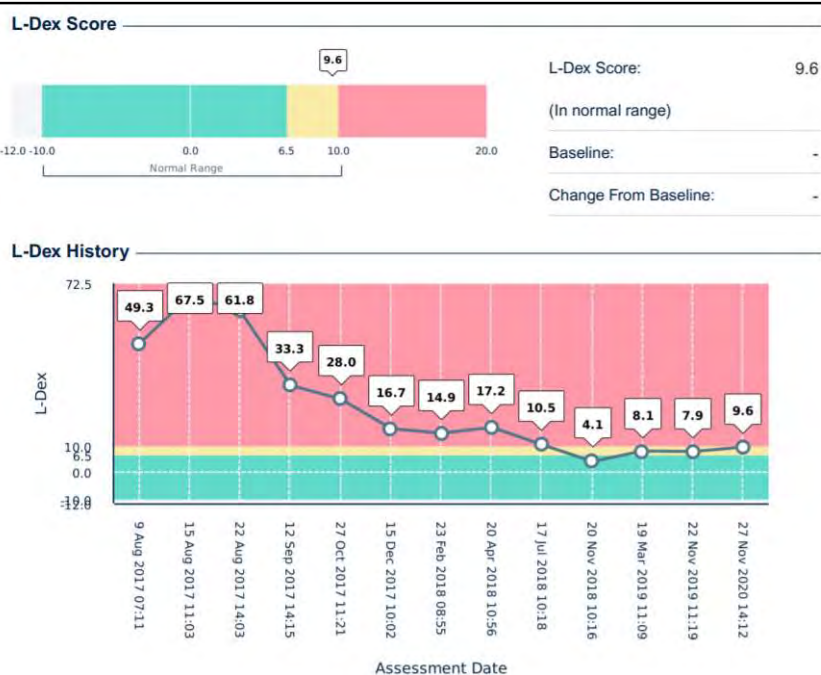 L-Dex Score
9.6
-12.0 -10.0 0.0 6.5 10.0 20.0
Normal Range
L-Dex Score: 9.6
(In normal range)
Baseline: -
Change From Baseline: -
L-Dex History
72.5
49.3 67.5 61.8 33.3 28.0 16.7 14.9 17.2 10.5 4.1 8.1 7.9 9.6
L-Dex
10.0
6.5
0.0
-10.0
-12.0
9 Aug 2017 07:11
15 Aug 2017 11:03
22 Aug 2017 14:03
12 Sep 2017 14:15
27 Oct 2017 11:21
15 Dec 2017 10:02
23 Feb 2018 08:55
20 Apr 2018 10:56
17 Jul 2018 10:18
20 Nov 2018 10:16
19 Mar 2019 11:09
22 Nov 2019 11:19
27 Nov 2020 14:12
Assessment Date